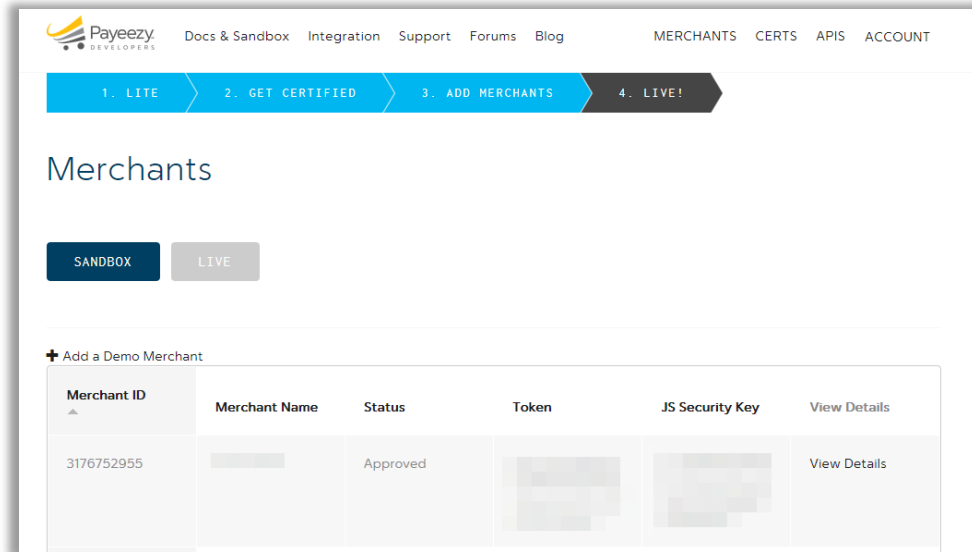 Payeezy
DEVELOPERS
Docs & Sandbox Integration Support Forums Blog MERCHANTS CERTS APIS ACCOUNT
1. LITE 2. GET CERTIFIED 3. ADD MERCHANTS 4. LIVE!
Merchants
SANDBOX LIVE
+ Add a Demo Merchant
Merchant ID Merchant Name Status Token JS Security Key View Details
3176752955 Approved View Details